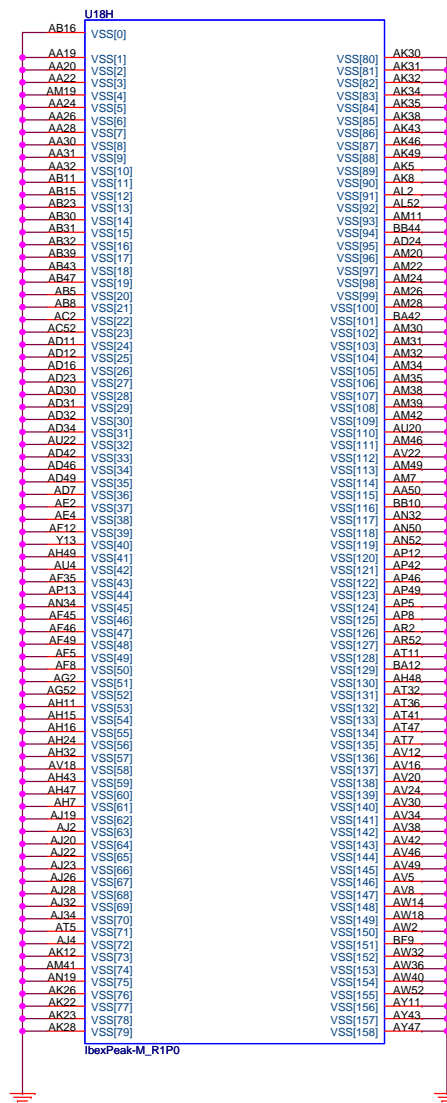 U18H
AB16 VSS[0]
AA19 VSS[1] VSS[80] AK30
AA20 VSS[2] VSS[81] AK31
AA22 VSS[3] VSS[82] AK32
AM19 VSS[4] VSS[83] AK34
AA24 VSS[5] VSS[84] AK35
AA26 VSS[6] VSS[85] AK38
AA28 VSS[7] VSS[86] AK43
AA30 VSS[8] VSS[87] AK46
AA31 VSS[9] VSS[88] AK49
AA32 VSS[10] VSS[89] AK5
AB11 VSS[11] VSS[90] AK8
AB15 VSS[12] VSS[91] AL2
AB23 VSS[13] VSS[92] AL52
AB30 VSS[14] VSS[93] AM11
AB31 VSS[15] VSS[94] BB44
AB32 VSS[16] VSS[95] AD24
AB39 VSS[17] VSS[96] AM20
AB43 VSS[18] VSS[97] AM22
AB47 VSS[19] VSS[98] AM24
AB5 VSS[20] VSS[99] AM26
AB8 VSS[21] VSS[100] AM28
AC2 VSS[22] VSS[101] BA42
AC52 VSS[23] VSS[102] AM30
AD11 VSS[24] VSS[103] AM31
AD12 VSS[25] VSS[104] AM32
AD16 VSS[26] VSS[105] AM34
AD23 VSS[27] VSS[106] AM35
AD30 VSS[28] VSS[107] AM38
AD31 VSS[29] VSS[108] AM39
AD32 VSS[30] VSS[109] AM42
AD34 VSS[31] VSS[110] AU20
AU22 VSS[32] VSS[111] AM46
AD42 VSS[33] VSS[112] AV22
AD46 VSS[34] VSS[113] AM49
AD49 VSS[35] VSS[114] AM7
AD7 VSS[36] VSS[115] AA50
AE2 VSS[37] VSS[116] BB10
AE4 VSS[38] VSS[117] AN32
AF12 VSS[39] VSS[118] AN50
Y13 VSS[40] VSS[119] AN52
AH49 VSS[41] VSS[120] AP12
AU4 VSS[42] VSS[121] AP42
AF35 VSS[43] VSS[122] AP46
AP13 VSS[44] VSS[123] AP49
AN34 VSS[45] VSS[124] AP5
AF45 VSS[46] VSS[125] AP8
AF46 VSS[47] VSS[126] AR2
AF49 VSS[48] VSS[127] AR52
AF5 VSS[49] VSS[128] AT11
AF8 VSS[50] VSS[129] BA12
AG2 VSS[51] VSS[130] AH48
AG52 VSS[52] VSS[131] AT32
AH11 VSS[53] VSS[132] AT36
AH15 VSS[54] VSS[133] AT41
AH16 VSS[55] VSS[134] AT47
AH24 VSS[56] VSS[135] AT7
AH32 VSS[57] VSS[136] AV12
AV18 VSS[58] VSS[137] AV16
AH43 VSS[59] VSS[138] AV20
AH47 VSS[60] VSS[139] AV24
AH7 VSS[61] VSS[140] AV30
AJ19 VSS[62] VSS[141] AV34
AJ2 VSS[63] VSS[142] AV38
AJ20 VSS[64] VSS[143] AV42
AJ22 VSS[65] VSS[144] AV46
AJ23 VSS[66] VSS[145] AV49
AJ26 VSS[67] VSS[146] AV5
AJ28 VSS[68] VSS[147] AV8
AJ32 VSS[69] VSS[148] AW14
AJ34 VSS[70] VSS[149] AW18
AT5 VSS[71] VSS[150] AW2
AJ4 VSS[72] VSS[151] BF9
AK12 VSS[73] VSS[152] AW32
AM41 VSS[74] VSS[153] AW36
AN19 VSS[75] VSS[154] AW40
AK26 VSS[76] VSS[155] AW52
AK22 VSS[77] VSS[156] AY11
AK23 VSS[78] VSS[157] AY43
AK28 VSS[79] VSS[158] AY47
IbexPeak-M_R1P0